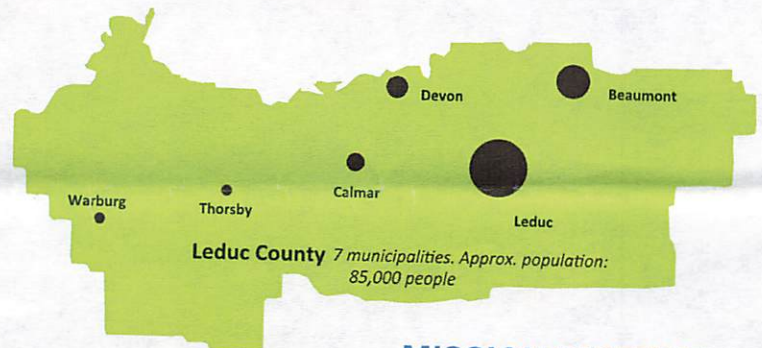 Devon
Beaumont
Calmar
Warburg
Thorsby
Leduc
Leduc County 7 municipalities. Approx. population:
85,000 people